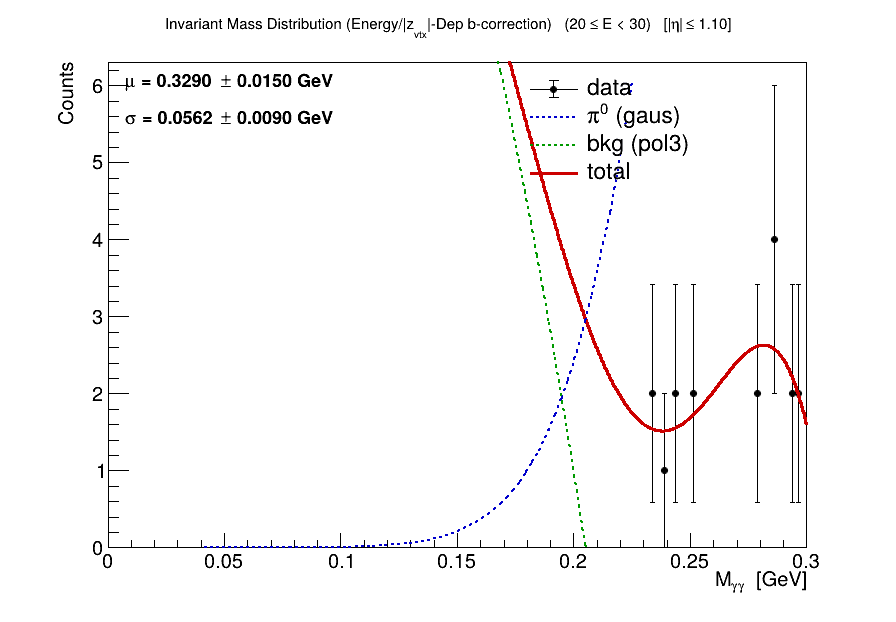 Invariant Mass Distribution (Energy/|z_vtx|-Dep b-correction) (20 ≤ E < 30) [|η| ≤ 1.10]
μ = 0.3290 ± 0.0150 GeV
σ = 0.0562 ± 0.0090 GeV
data
π⁰ (gaus)
bkg (pol3)
total
Counts
6
5
4
3
2
1
0
0 0.05 0.1 0.15 0.2 0.25 0.3
M_γγ [GeV]